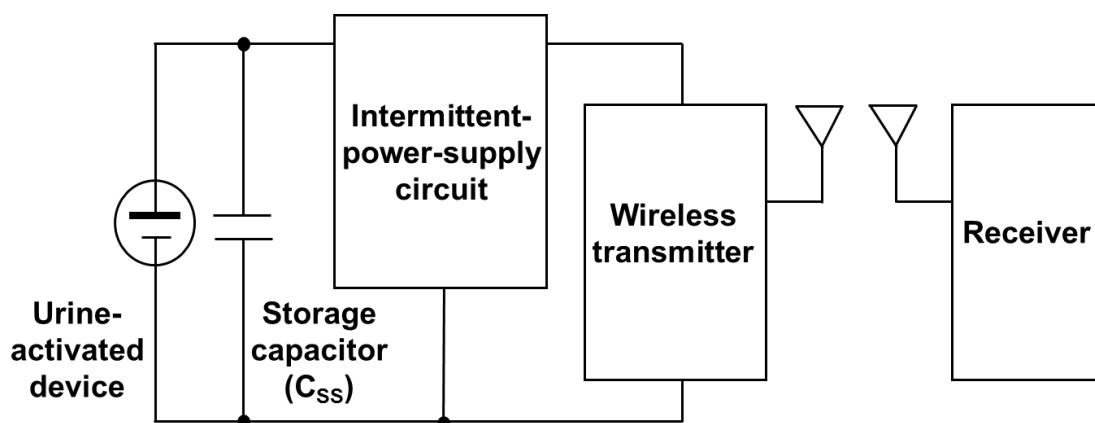 Intermittent-
power-supply
circuit
Wireless
transmitter
Receiver
Urine-
activated
device
Storage
capacitor
(CSS)